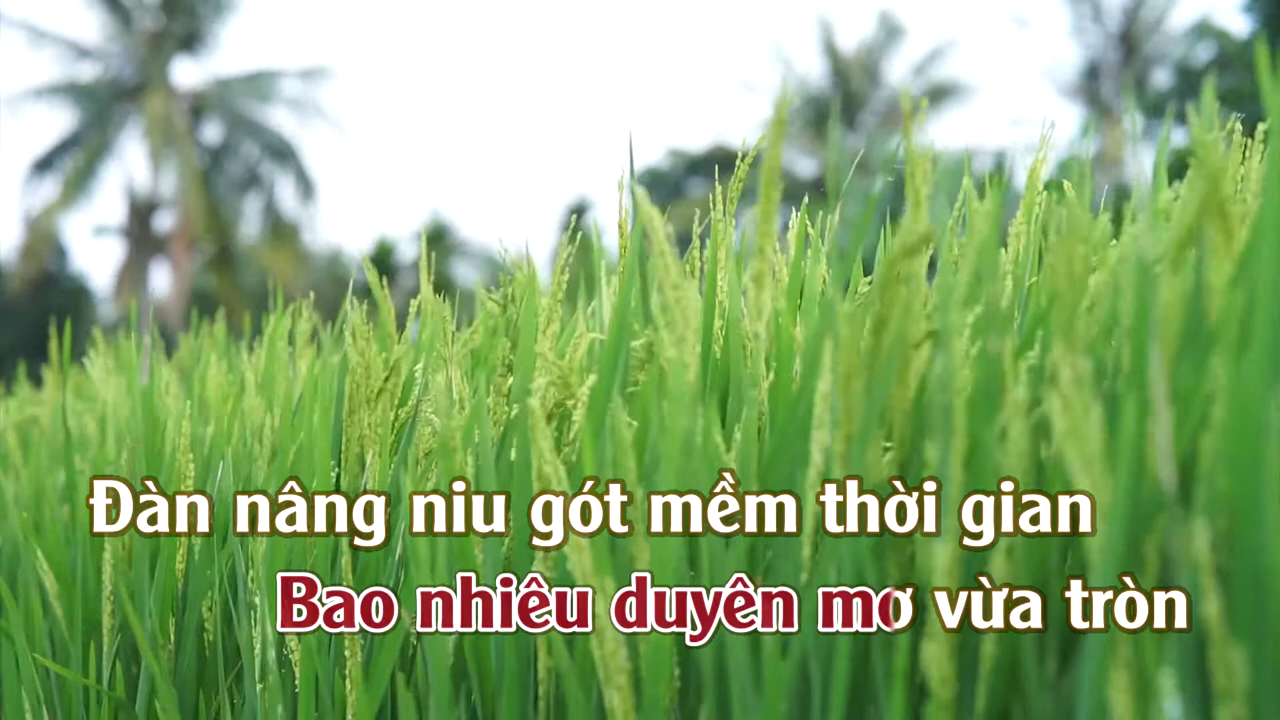 Đàn nâng niu gót mềm thời gian
Bao nhiêu duyên mơ vừa tròn